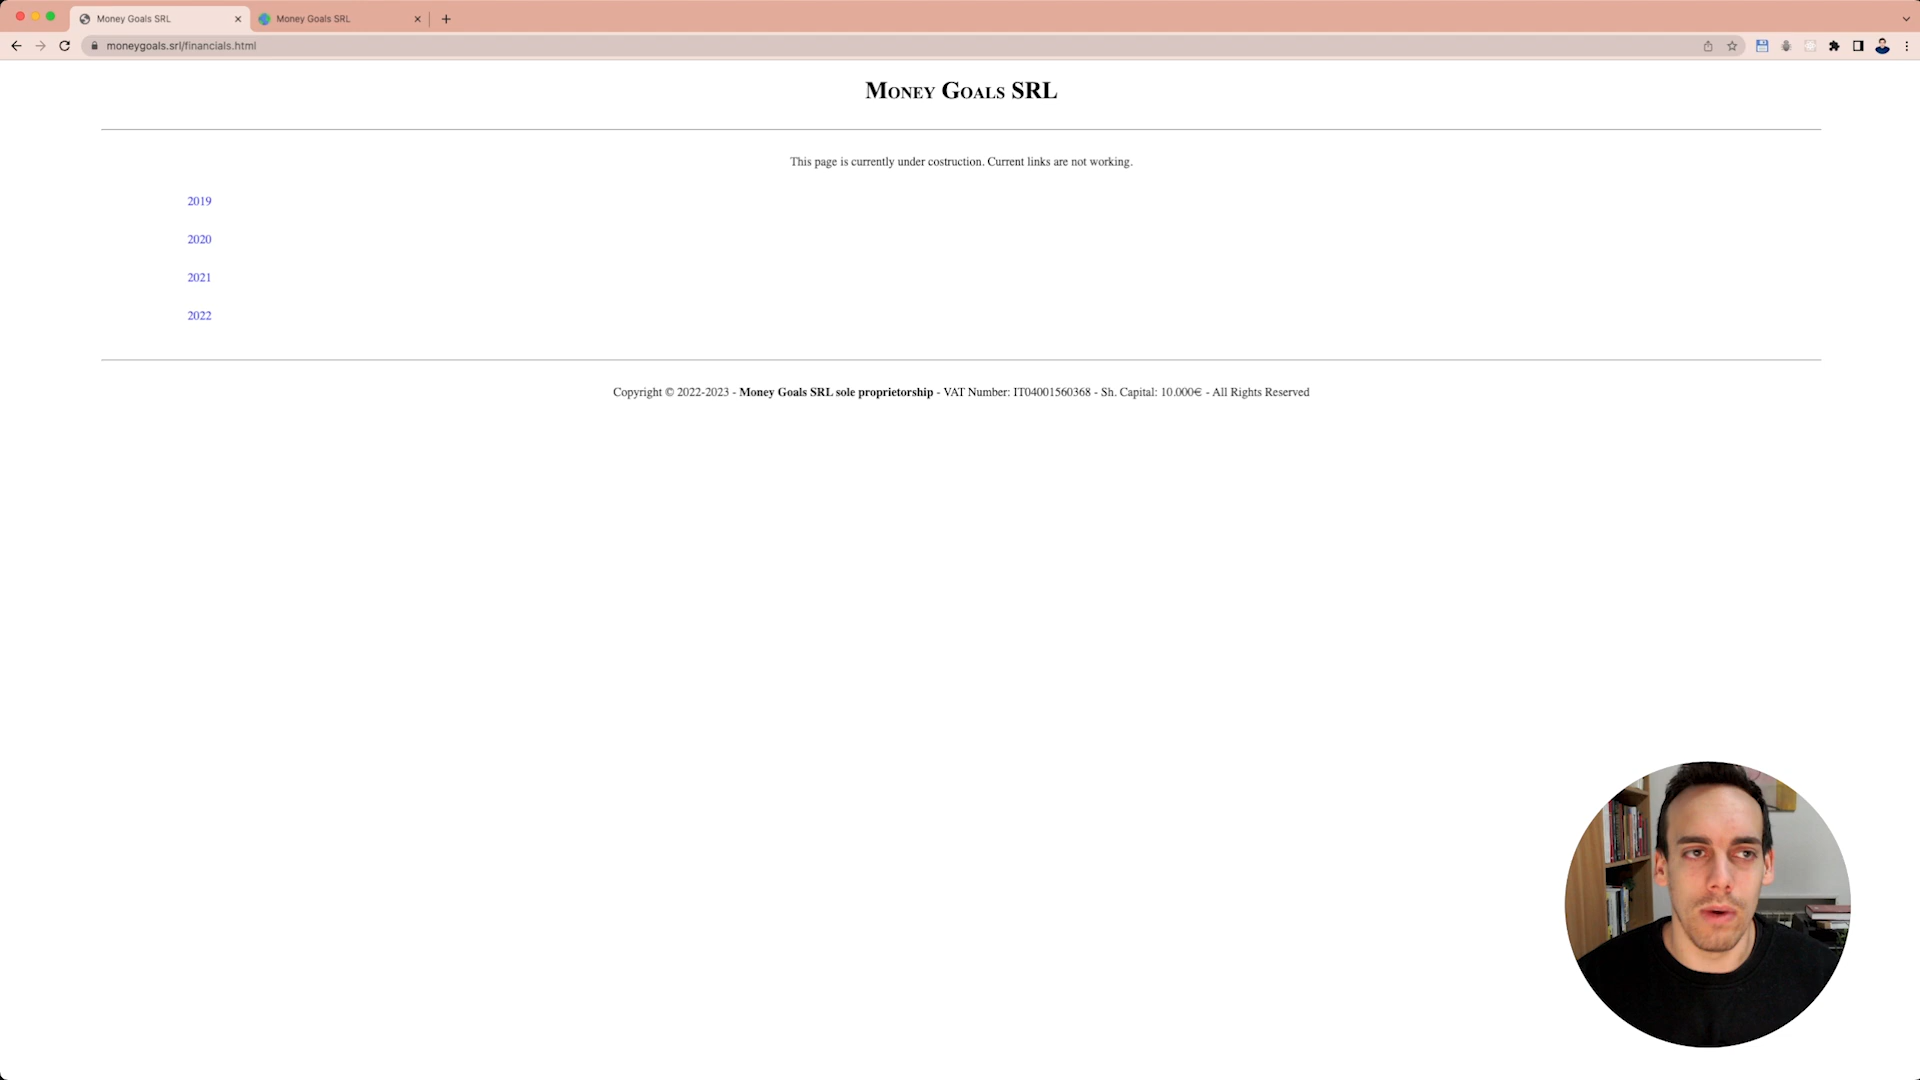 Money Goals SRL
Money Goals SRL
moneygoals.srl/financials.html
Money Goals SRL
This page is currently under costruction. Current links are not working.
2019
2020
2021
2022
Copyright © 2022-2023 - Money Goals SRL sole proprietorship - VAT Number: IT04001560368 - Sh. Capital: 10.000€ - All Rights Reserved